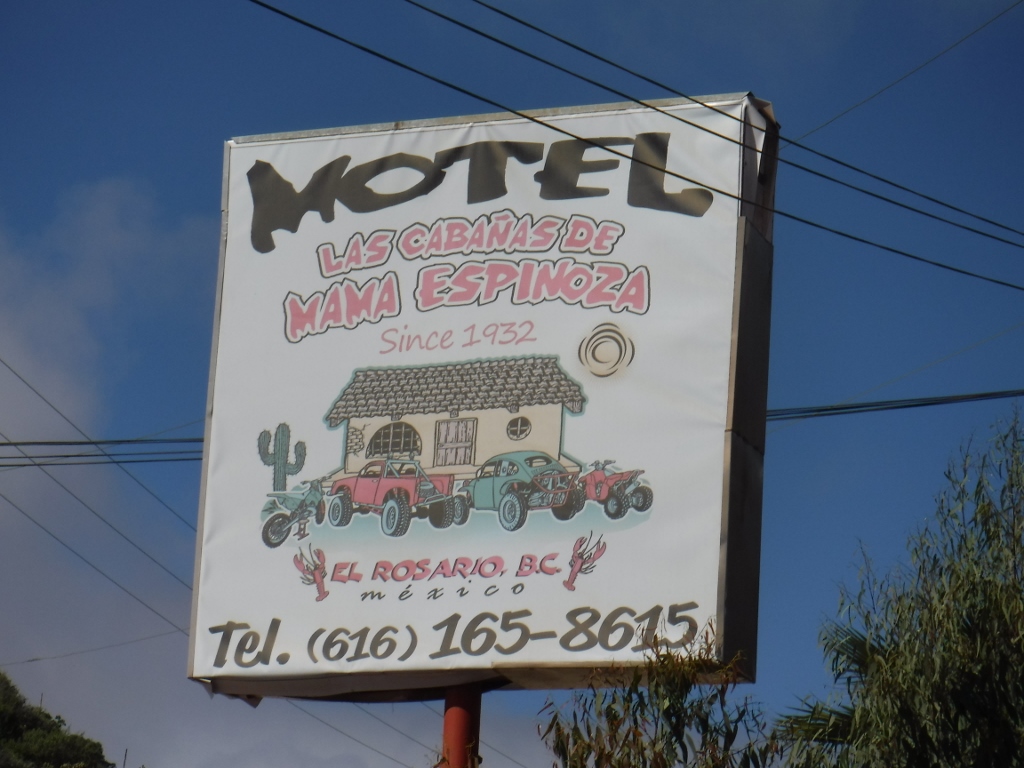 MOTEL
LAS CABAÑAS DE
MAMA ESPINOZA
Since 1932
EL ROSARIO, B.C.
méxico
Tel. (616) 165-8615